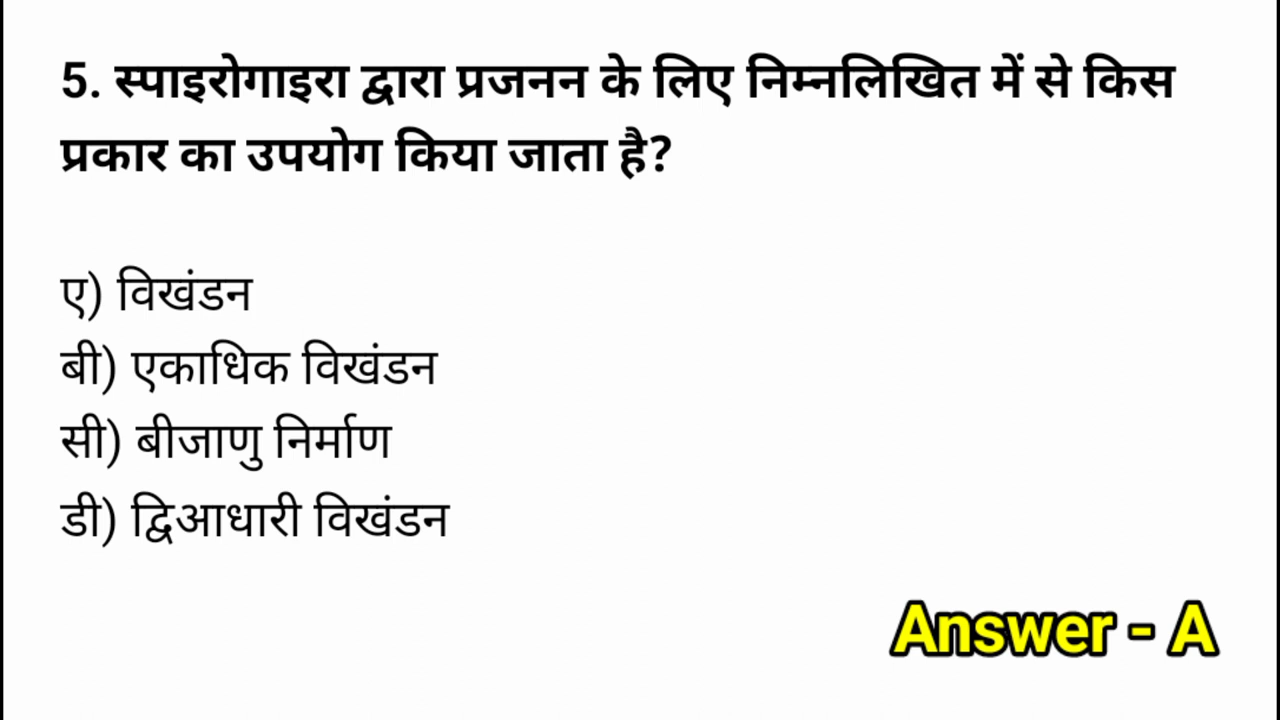 5. स्पाइरोगाइरा द्वारा प्रजनन के लिए निम्नलिखित में से किस
प्रकार का उपयोग किया जाता है?
ए) विखंडन
बी) एकाधिक विखंडन
सी) बीजाणु निर्माण
डी) द्विआधारी विखंडन
Answer - A